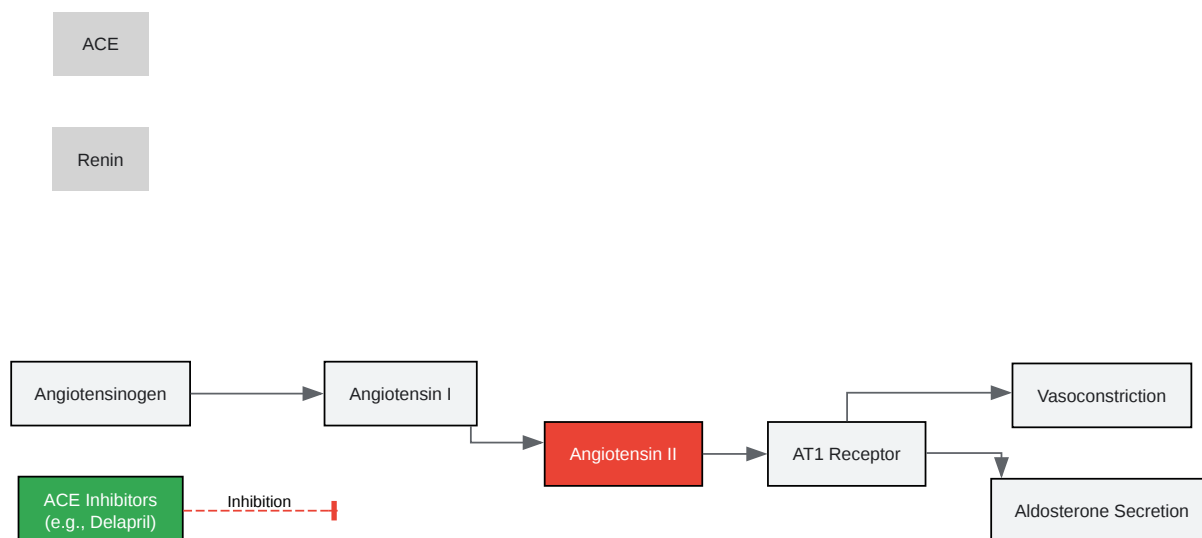 ACE
Renin
Angiotensinogen
Angiotensin I
Vasoconstriction
Angiotensin II
AT1 Receptor
ACE Inhibitors
(e.g., Delapril)
Inhibition
Aldosterone Secretion